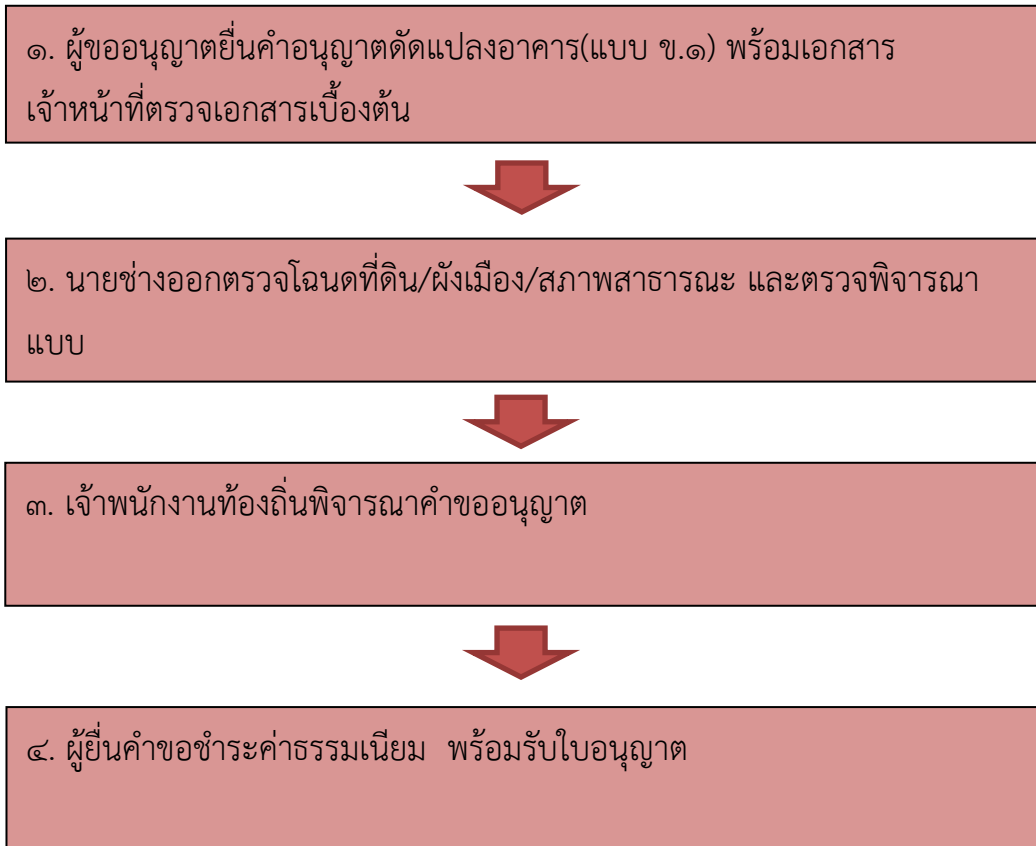 ๑. ผู้ขออนุญาตยื่นคำอนุญาตดัดแปลงอาคาร(แบบ ข.๑) พร้อมเอกสาร
เจ้าหน้าที่ตรวจเอกสารเบื้องต้น
๒. นายช่างออกตรวจโฉนดที่ดิน/ผังเมือง/สภาพสาธารณะ และตรวจพิจารณา
แบบ
๓. เจ้าพนักงานท้องถิ่นพิจารณาคำขออนุญาต
๔. ผู้ยื่นคำขอชำระค่าธรรมเนียม พร้อมรับใบอนุญาต